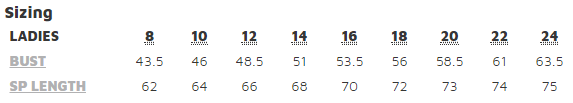 Sizing
LADIES 8 10 12 14 16 18 20 22 24
BUST 43.5 46 48.5 51 53.5 56 58.5 61 63.5
SP LENGTH 62 64 66 68 70 72 73 74 75